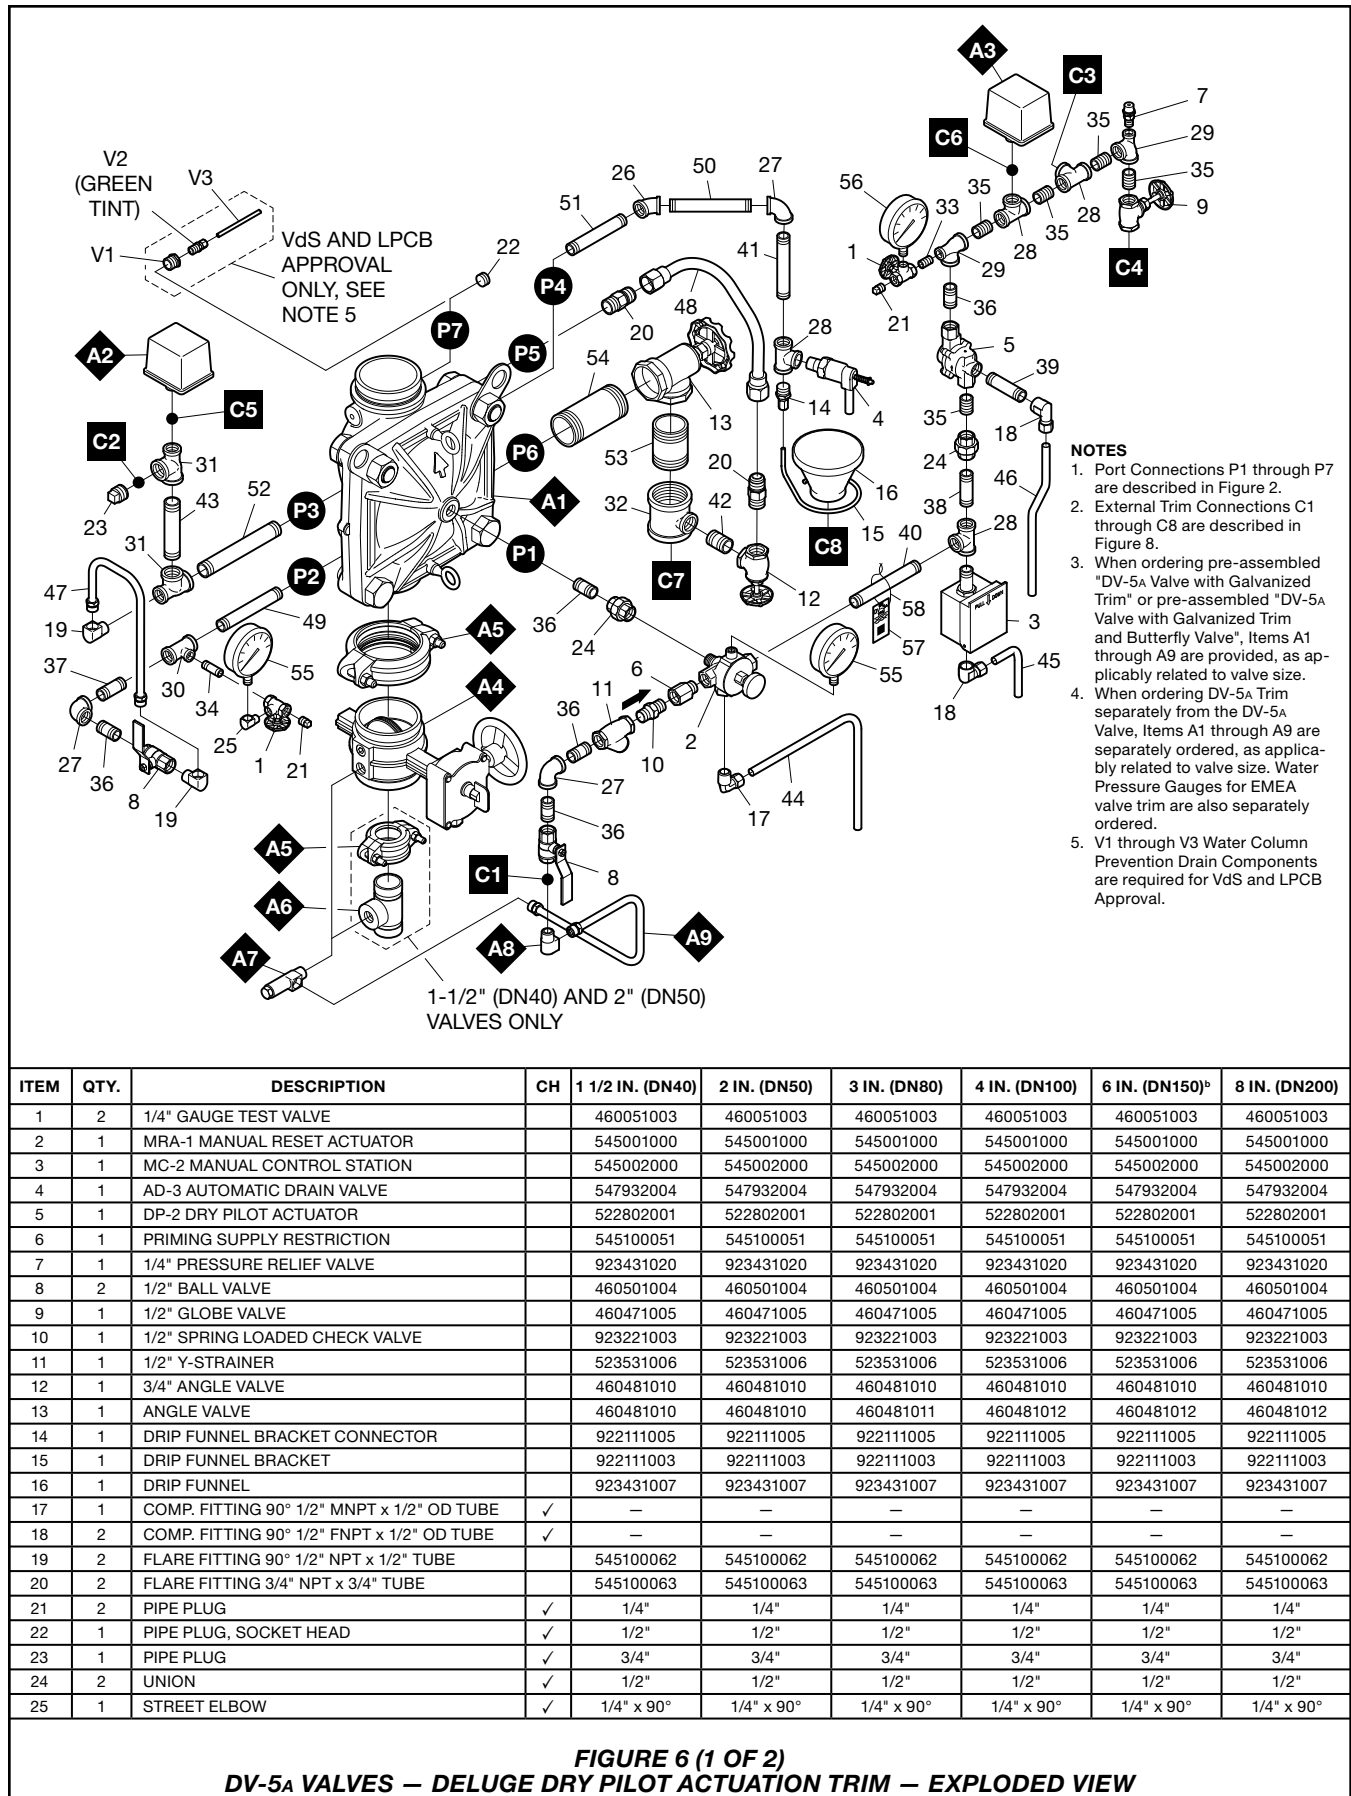 A3
C3
7
35
29
C6
V2
(GREEN
TINT)
V3
26
50
27
56
35
35
51
33
9
28
V1
VdS AND LPCB
APPROVAL
ONLY, SEE
NOTE 5
22
41
1
35
28
C4
P4
48
29
21
36
20
P7
A2
P5
28
5
54
39
C5
14
4
13
35
18
C2
P6
31
53
20
24
46
16
23
43
52
A1
32
42
38
15
P3
C8
28
31
P1
40
C7
47
P2
12
58
36
19
49
24
57
3
A5
55
55
37
6
45
30
11
34
A4
36
18
25
1
21
2
27
36
10
8
27
19
17
44
36
A5
C1
8
A6
A8
A9
A7
1-1/2" (DN40) AND 2" (DN50)
VALVES ONLY
PULL DOWN
NOTES
1. Port Connections P1 through P7
are described in Figure 2.
2. External Trim Connections C1
through C8 are described in
Figure 8.
3. When ordering pre-assembled
"DV-5A Valve with Galvanized
Trim" or pre-assembled "DV-5A
Valve with Galvanized Trim
and Butterfly Valve", Items A1
through A9 are provided, as ap-
plicably related to valve size.
4. When ordering DV-5A Trim
separately from the DV-5A
Valve, Items A1 through A9 are
separately ordered, as applica-
bly related to valve size. Water
Pressure Gauges for EMEA
valve trim are also separately
ordered.
5. V1 through V3 Water Column
Prevention Drain Components
are required for VdS and LPCB
Approval.
ITEM QTY. DESCRIPTION CH 1 1/2 IN. (DN40) 2 IN. (DN50) 3 IN. (DN80) 4 IN. (DN100) 6 IN. (DN150)ᵇ 8 IN. (DN200)
1 2 1/4" GAUGE TEST VALVE 460051003 460051003 460051003 460051003 460051003 460051003
2 1 MRA-1 MANUAL RESET ACTUATOR 545001000 545001000 545001000 545001000 545001000 545001000
3 1 MC-2 MANUAL CONTROL STATION 545002000 545002000 545002000 545002000 545002000 545002000
4 1 AD-3 AUTOMATIC DRAIN VALVE 547932004 547932004 547932004 547932004 547932004 547932004
5 1 DP-2 DRY PILOT ACTUATOR 522802001 522802001 522802001 522802001 522802001 522802001
6 1 PRIMING SUPPLY RESTRICTION 545100051 545100051 545100051 545100051 545100051 545100051
7 1 1/4" PRESSURE RELIEF VALVE 923431020 923431020 923431020 923431020 923431020 923431020
8 2 1/2" BALL VALVE 460501004 460501004 460501004 460501004 460501004 460501004
9 1 1/2" GLOBE VALVE 460471005 460471005 460471005 460471005 460471005 460471005
10 1 1/2" SPRING LOADED CHECK VALVE 923221003 923221003 923221003 923221003 923221003 923221003
11 1 1/2" Y-STRAINER 523531006 523531006 523531006 523531006 523531006 523531006
12 1 3/4" ANGLE VALVE 460481010 460481010 460481010 460481010 460481010 460481010
13 1 ANGLE VALVE 460481010 460481010 460481011 460481012 460481012 460481012
14 1 DRIP FUNNEL BRACKET CONNECTOR 922111005 922111005 922111005 922111005 922111005 922111005
15 1 DRIP FUNNEL BRACKET 922111003 922111003 922111003 922111003 922111003 922111003
16 1 DRIP FUNNEL 923431007 923431007 923431007 923431007 923431007 923431007
17 1 COMP. FITTING 90° 1/2" MNPT x 1/2" OD TUBE ✓ — — — — — —
18 2 COMP. FITTING 90° 1/2" FNPT x 1/2" OD TUBE ✓ — — — — — —
19 2 FLARE FITTING 90° 1/2" NPT x 1/2" TUBE 545100062 545100062 545100062 545100062 545100062 545100062
20 2 FLARE FITTING 3/4" NPT x 3/4" TUBE 545100063 545100063 545100063 545100063 545100063 545100063
21 2 PIPE PLUG ✓ 1/4" 1/4" 1/4" 1/4" 1/4" 1/4"
22 1 PIPE PLUG, SOCKET HEAD ✓ 1/2" 1/2" 1/2" 1/2" 1/2" 1/2"
23 1 PIPE PLUG ✓ 3/4" 3/4" 3/4" 3/4" 3/4" 3/4"
24 2 UNION ✓ 1/2" 1/2" 1/2" 1/2" 1/2" 1/2"
25 1 STREET ELBOW ✓ 1/4" x 90° 1/4" x 90° 1/4" x 90° 1/4" x 90° 1/4" x 90° 1/4" x 90°
FIGURE 6 (1 OF 2)
DV-5A VALVES — DELUGE DRY PILOT ACTUATION TRIM — EXPLODED VIEW